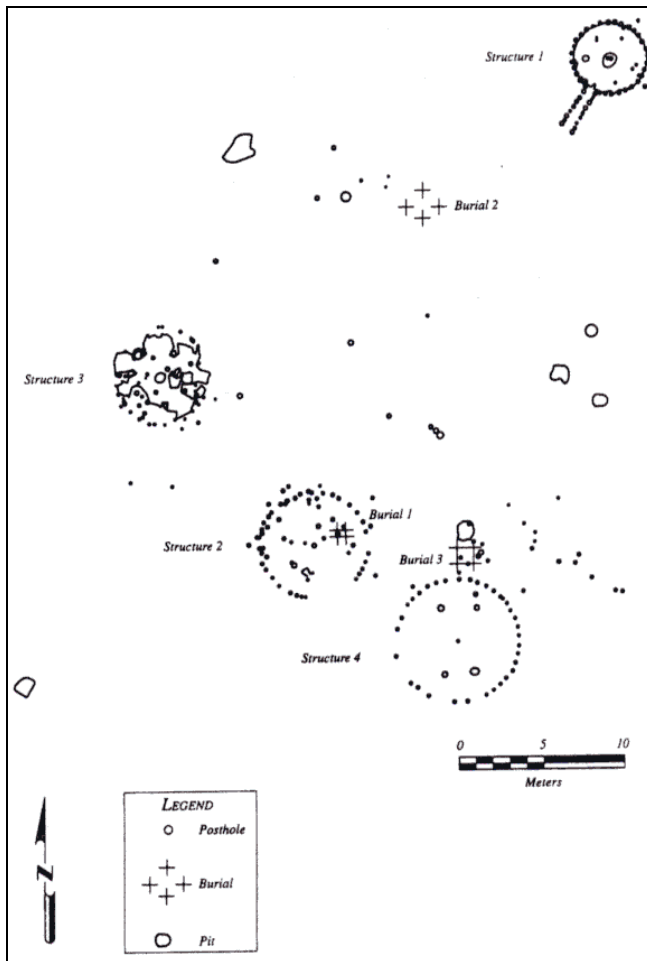 Structure 1
Burial 2
Structure 3
Burial 1
Structure 2
Burial 3
Structure 4
0 5 10
Meters
N
LEGEND
Posthole
Burial
Pit